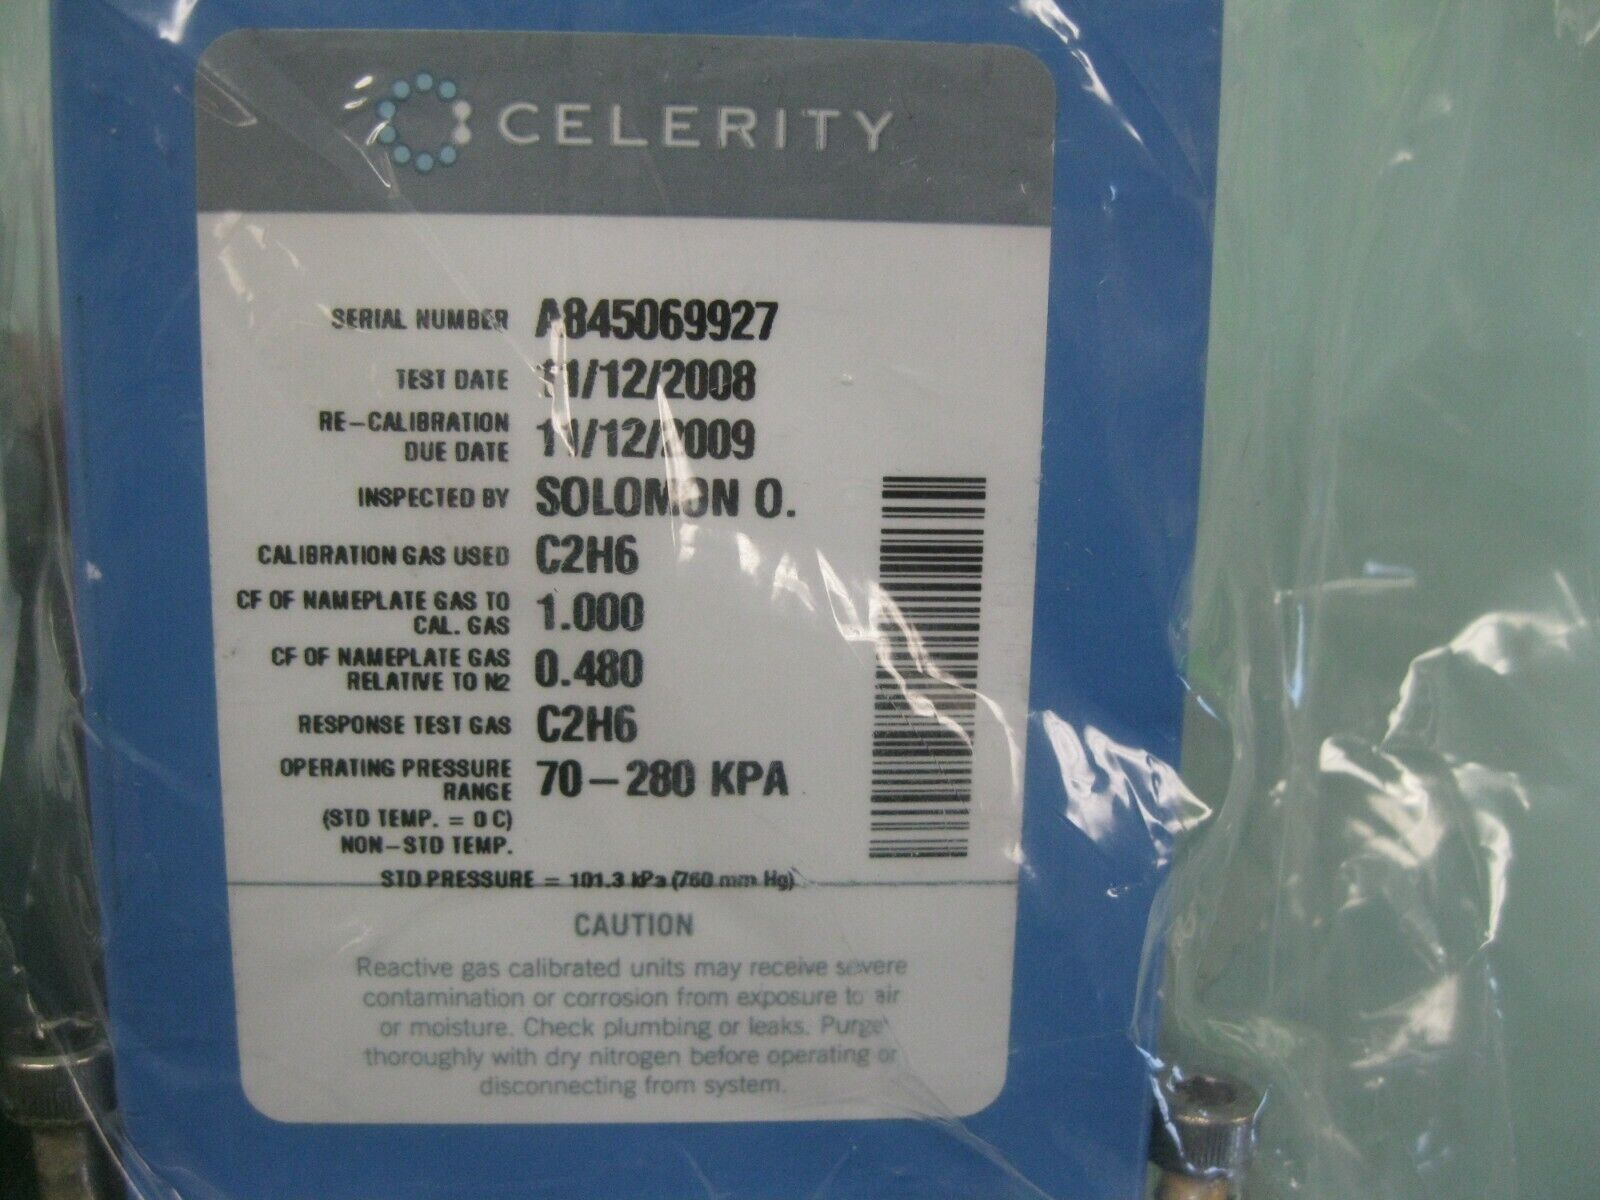 CELERITY
SERIAL NUMBER A845069927
TEST DATE 11/12/2008
RE-CALIBRATION
DUE DATE 11/12/2009
INSPECTED BY SOLOMON O.
CALIBRATION GAS USED C2H6
CF OF NAMEPLATE GAS TO
CAL. GAS 1.000
CF OF NAMEPLATE GAS
RELATIVE TO N2 0.480
RESPONSE TEST GAS C2H6
OPERATING PRESSURE
RANGE 70-280 KPA
(STD TEMP. = 0 C)
NON-STD TEMP.
STD PRESSURE = 101.3 kPa (760 mm Hg)
CAUTION
Reactive gas calibrated units may receive severe
contamination or corrosion from exposure to air
or moisture. Check plumbing or leaks. Purge
thoroughly with dry nitrogen before operating or
disconnecting from system.